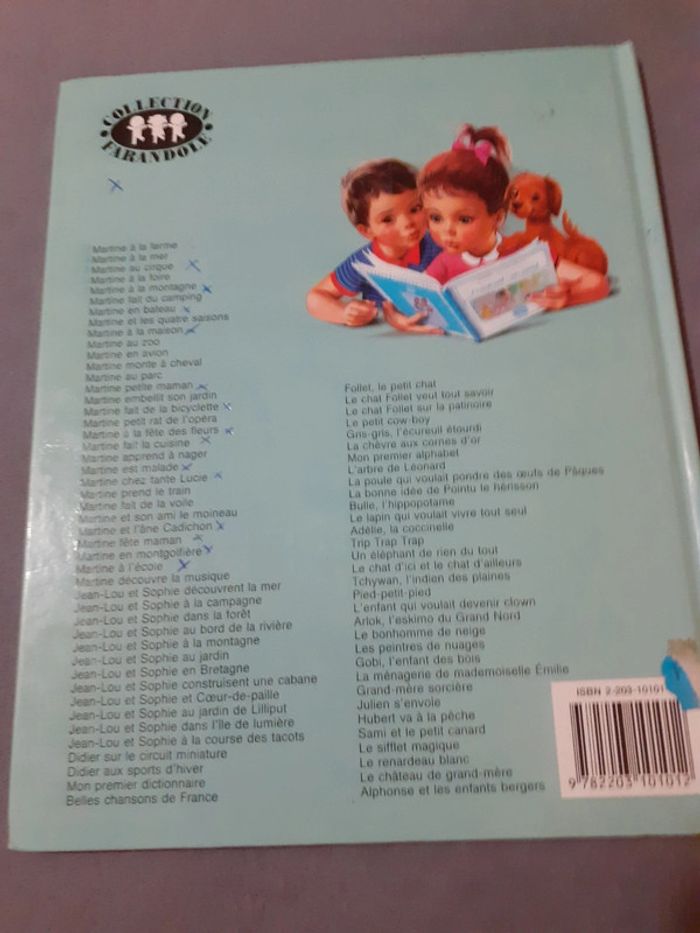 COLLECTION
FARANDOLE
Martine à la ferme
Martine à la mer
Martine au cirque
Martine à la foire
Martine à la montagne
Martine fait du camping
Martine en bateau
Martine et les quatre saisons
Martine à la maison
Martine au zoo
Martine en avion
Martine monte à cheval
Martine au parc
Martine petite maman
Martine embellit son jardin
Martine fait de la bicyclette
Martine petit rat de l'opéra
Martine à la fête des fleurs
Martine fait la cuisine
Martine apprend à nager
Martine est malade
Martine chez tante Lucie
Martine prend le train
Martine fait de la voile
Martine et son ami le moineau
Martine et l'âne Cadichon
Martine fête maman
Martine en montgolfière
Martine à l'école
Martine découvre la musique
Jean-Lou et Sophie découvrent la mer
Jean-Lou et Sophie à la campagne
Jean-Lou et Sophie dans la forêt
Jean-Lou et Sophie au bord de la rivière
Jean-Lou et Sophie à la montagne
Jean-Lou et Sophie au jardin
Jean-Lou et Sophie en Bretagne
Jean-Lou et Sophie construisent une cabane
Jean-Lou et Sophie et Cœur-de-paille
Jean-Lou et Sophie au jardin de Lilliput
Jean-Lou et Sophie dans l'île de lumière
Jean-Lou et Sophie à la course des tacots
Didier sur le circuit miniature
Didier aux sports d'hiver
Mon premier dictionnaire
Belles chansons de France
Follet, le petit chat
Le chat Follet veut tout savoir
Le chat Follet sur la patinoire
Le petit cow-boy
Gris-gris, l'écureuil étourdi
La chèvre aux cornes d'or
Mon premier alphabet
L'arbre de Léonard
La poule qui voulait pondre des œufs de Pâques
La bonne idée de Pointu le hérisson
Bulle, l'hippopotame
Le lapin qui voulait vivre tout seul
Adélie, la coccinelle
Trip Trap Trap
Un éléphant de rien du tout
Le chat d'ici et le chat d'ailleurs
Tchywan, l'indien des plaines
Pied-petit-pied
L'enfant qui voulait devenir clown
Arlok, l'eskimo du Grand Nord
Le bonhomme de neige
Les peintres de nuages
Gobi, l'enfant des bois
La ménagerie de mademoiselle Émilie
Grand-mère sorcière
Julien s'envole
Hubert va à la pêche
Sami et le petit canard
Le sifflet magique
Le renardeau blanc
Le château de grand-mère
Alphonse et les enfants bergers
ISBN 2-203-10101
9 782203 101012